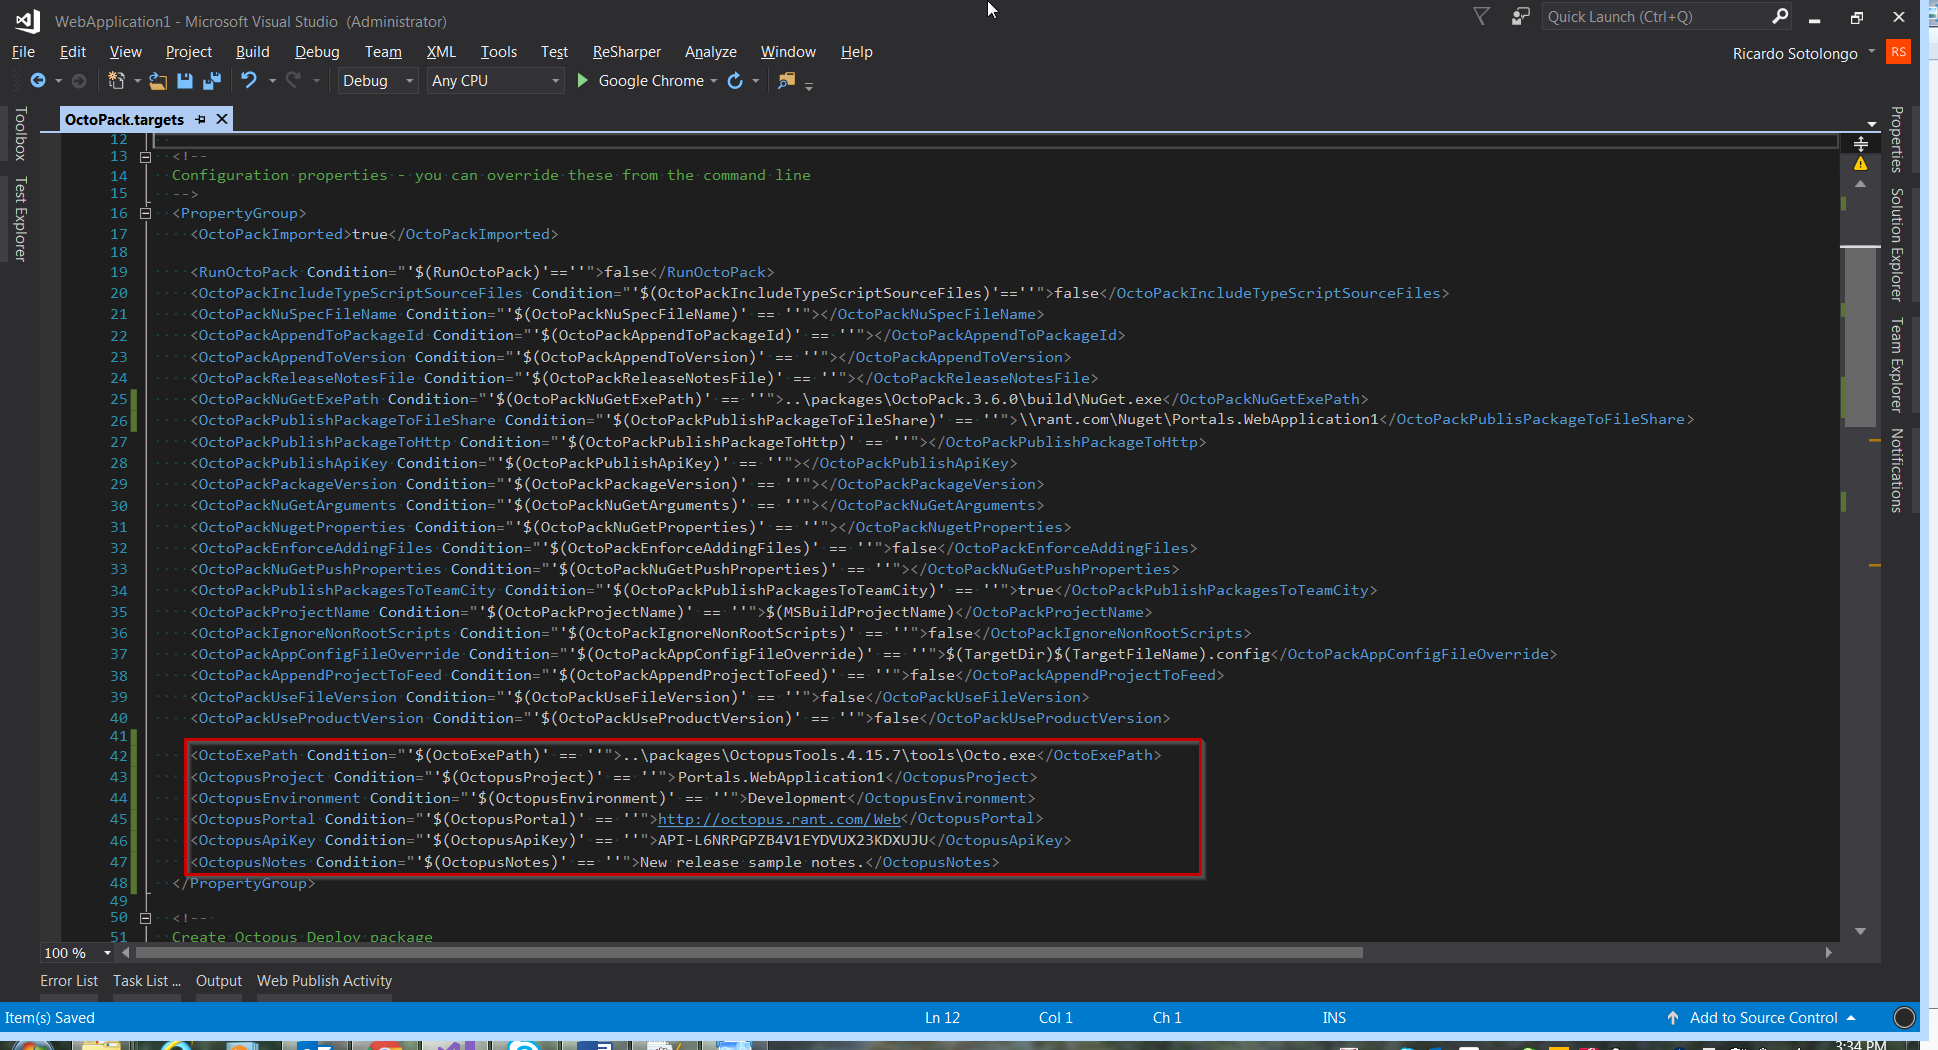 WebApplication1 - Microsoft Visual Studio (Administrator)
Quick Launch (Ctrl+Q)
File Edit View Project Build Debug Team XML Tools Test ReSharper Analyze Window Help
Ricardo Sotolongo RS
Debug Any CPU Google Chrome
Toolbox
Test Explorer
OctoPack.targets
12
13 <!--
14 Configuration properties - you can override these from the command line
15 -->
16 <PropertyGroup>
17 <OctoPackImported>true</OctoPackImported>
18
19 <RunOctoPack Condition="'$(RunOctoPack)'==''">false</RunOctoPack>
20 <OctoPackIncludeTypeScriptSourceFiles Condition="'$(OctoPackIncludeTypeScriptSourceFiles)'==''">false</OctoPackIncludeTypeScriptSourceFiles>
21 <OctoPackNuSpecFileName Condition="'$(OctoPackNuSpecFileName)' == ''"></OctoPackNuSpecFileName>
22 <OctoPackAppendToPackageId Condition="'$(OctoPackAppendToPackageId)' == ''"></OctoPackAppendToPackageId>
23 <OctoPackAppendToVersion Condition="'$(OctoPackAppendToVersion)' == ''"></OctoPackAppendToVersion>
24 <OctoPackReleaseNotesFile Condition="'$(OctoPackReleaseNotesFile)' == ''"></OctoPackReleaseNotesFile>
25 <OctoPackNuGetExePath Condition="'$(OctoPackNuGetExePath)' == ''">..\packages\OctoPack.3.6.0\build\NuGet.exe</OctoPackNuGetExePath>
26 <OctoPackPublishPackageToFileShare Condition="'$(OctoPackPublishPackageToFileShare)' == ''">\\rant.com\Nuget\Portals.WebApplication1</OctoPackPublisPackageToFileShare>
27 <OctoPackPublishPackageToHttp Condition="'$(OctoPackPublishPackageToHttp)' == ''"></OctoPackPublishPackageToHttp>
28 <OctoPackPublishApiKey Condition="'$(OctoPackPublishApiKey)' == ''"></OctoPackPublishApiKey>
29 <OctoPackPackageVersion Condition="'$(OctoPackPackageVersion)' == ''"></OctoPackPackageVersion>
30 <OctoPackNuGetArguments Condition="'$(OctoPackNuGetArguments)' == ''"></OctoPackNuGetArguments>
31 <OctoPackNugetProperties Condition="'$(OctoPackNuGetProperties)' == ''"></OctoPackNugetProperties>
32 <OctoPackEnforceAddingFiles Condition="'$(OctoPackEnforceAddingFiles)' == ''">false</OctoPackEnforceAddingFiles>
33 <OctoPackNuGetPushProperties Condition="'$(OctoPackNuGetPushProperties)' == ''"></OctoPackNuGetPushProperties>
34 <OctoPackPublishPackagesToTeamCity Condition="'$(OctoPackPublishPackagesToTeamCity)' == ''">true</OctoPackPublishPackagesToTeamCity>
35 <OctoPackProjectName Condition="'$(OctoPackProjectName)' == ''">$(MSBuildProjectName)</OctoPackProjectName>
36 <OctoPackIgnoreNonRootScripts Condition="'$(OctoPackIgnoreNonRootScripts)' == ''">false</OctoPackIgnoreNonRootScripts>
37 <OctoPackAppConfigFileOverride Condition="'$(OctoPackAppConfigFileOverride)' == ''">$(TargetDir)$(TargetFileName).config</OctoPackAppConfigFileOverride>
38 <OctoPackAppendProjectToFeed Condition="'$(OctoPackAppendProjectToFeed)' == ''">false</OctoPackAppendProjectToFeed>
39 <OctoPackUseFileVersion Condition="'$(OctoPackUseFileVersion)' == ''">false</OctoPackUseFileVersion>
40 <OctoPackUseProductVersion Condition="'$(OctoPackUseProductVersion)' == ''">false</OctoPackUseProductVersion>
41
42 <OctoExePath Condition="'$(OctoExePath)' == ''">..\packages\OctopusTools.4.15.7\tools\Octo.exe</OctoExePath>
43 <OctopusProject Condition="'$(OctopusProject)' == ''">Portals.WebApplication1</OctopusProject>
44 <OctopusEnvironment Condition="'$(OctopusEnvironment)' == ''">Development</OctopusEnvironment>
45 <OctopusPortal Condition="'$(OctopusPortal)' == ''">http://octopus.rant.com/Web</OctopusPortal>
46 <OctopusApiKey Condition="'$(OctopusApiKey)' == ''">API-L6NRPGPZB4V1EYDVUX23KDXUJU</OctopusApiKey>
47 <OctopusNotes Condition="'$(OctopusNotes)' == ''">New release sample notes.</OctopusNotes>
48 </PropertyGroup>
49
50 <!--
51 Create Octopus Deploy package
Properties
Solution Explorer
Team Explorer
Notifications
100 %
Error List Task List ... Output Web Publish Activity
Item(s) Saved Ln 12 Col 1 Ch 1 INS Add to Source Control
3:34 PM